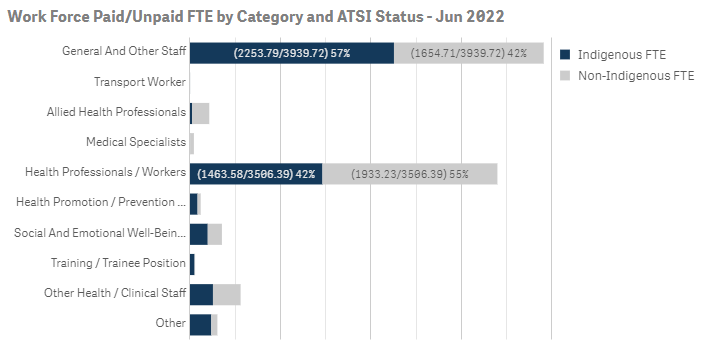 Work Force Paid/Unpaid FTE by Category and ATSI Status - Jun 2022
General And Other Staff
(2253.79/3939.72) 57%
(1654.71/3939.72) 42%
Transport Worker
Allied Health Professionals
Medical Specialists
Health Professionals / Workers
(1463.58/3506.39) 42%
(1933.23/3506.39) 55%
Health Promotion / Prevention ...
Social And Emotional Well-Bein...
Training / Trainee Position
Other Health / Clinical Staff
Other
Indigenous FTE
Non-Indigenous FTE